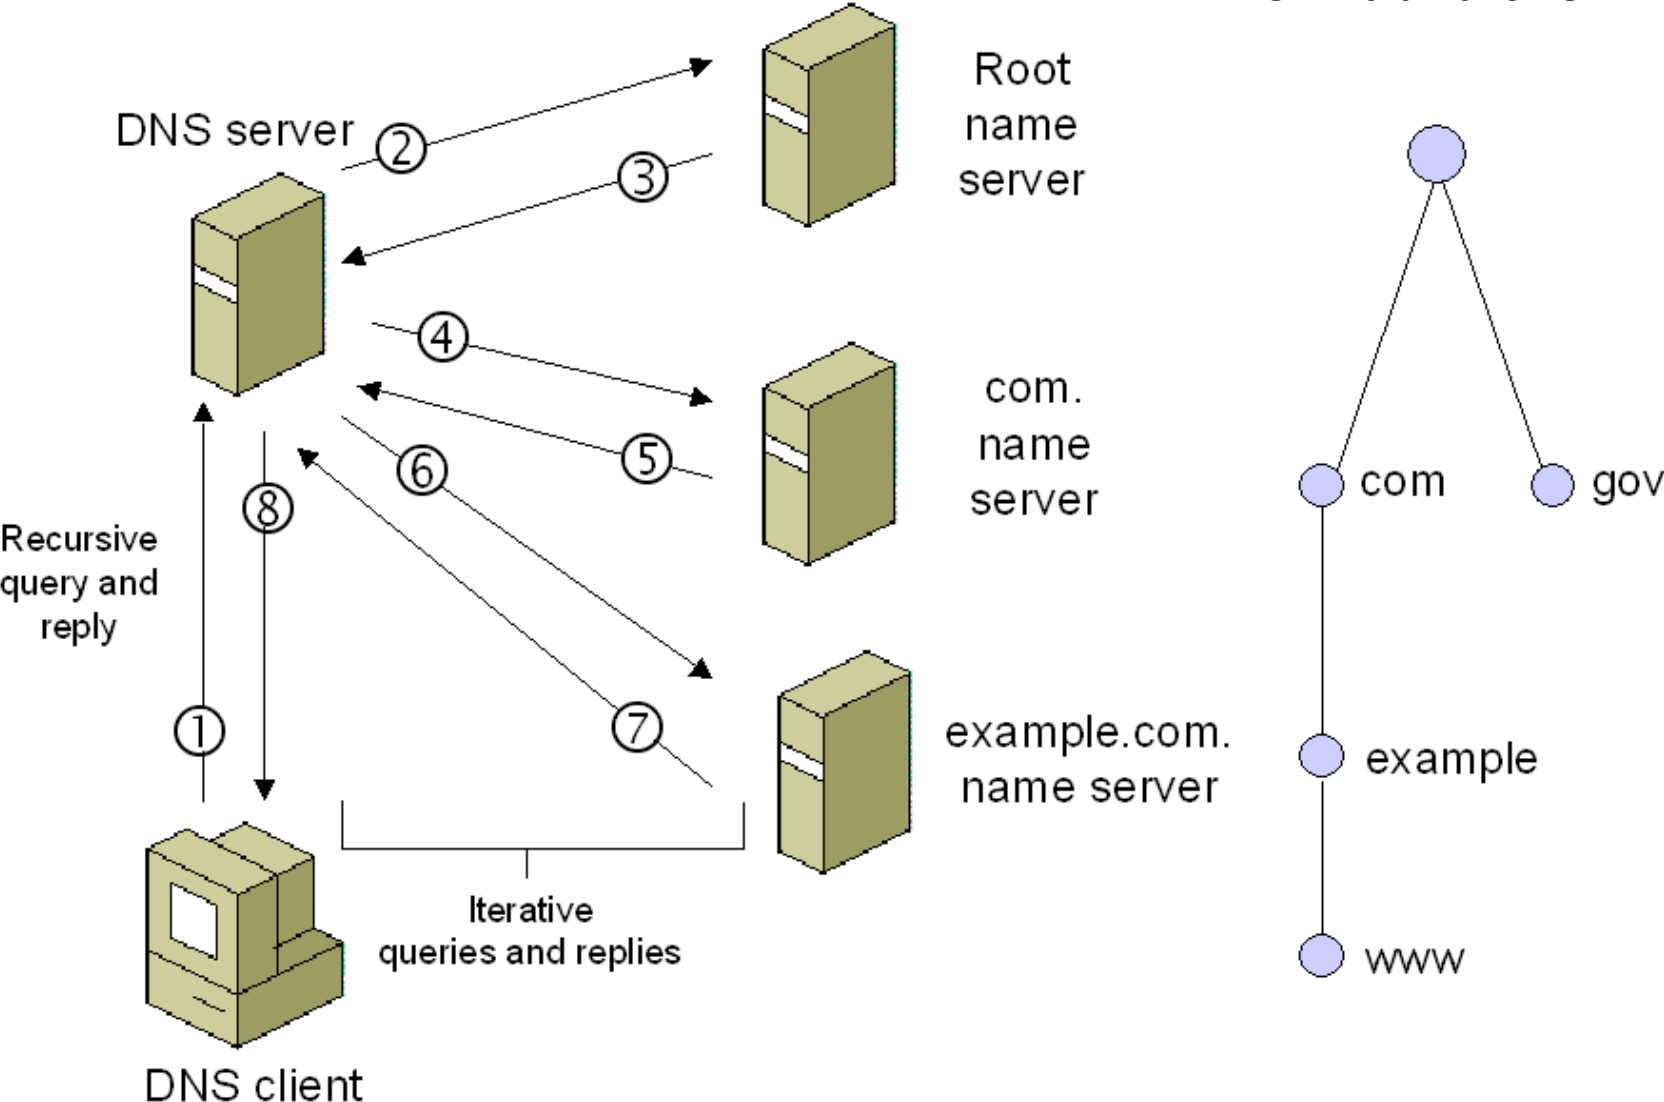 DNS server
Root
name
server
2
3
4
com.
name
server
5
6
8
Recursive
query and
reply
7
1
example.com.
name server
Iterative
queries and replies
DNS client
com
gov
example
www